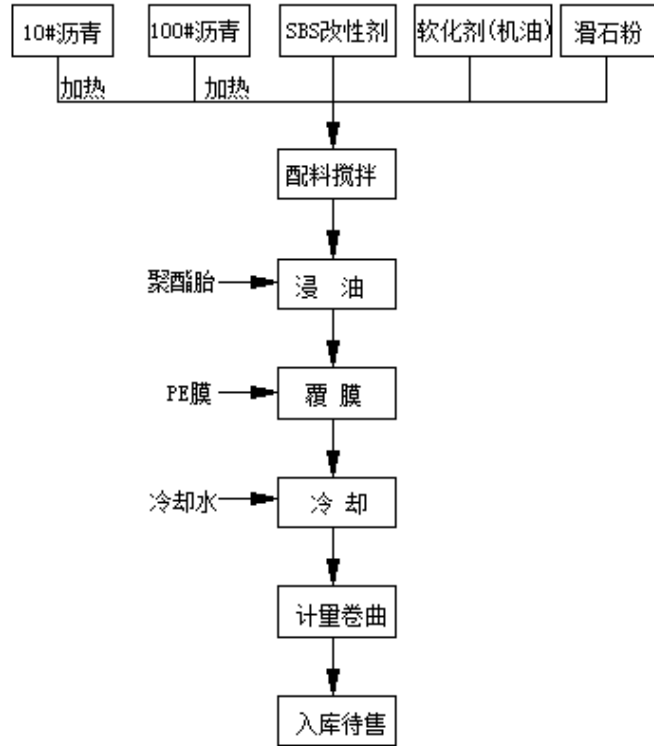 10#沥青
100#沥青
SBS改性剂
软化剂(机油)
滑石粉
加热
加热
配料搅拌
聚酯胎
浸 油
PE膜
覆 膜
冷却水
冷 却
计量卷曲
入库待售